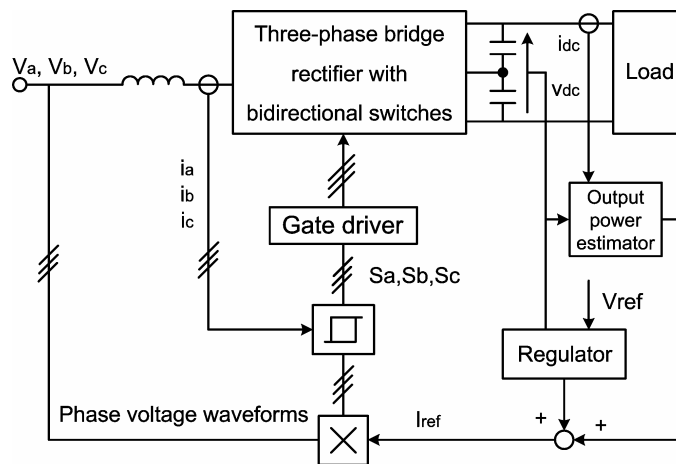 Va, Vb, Vc
Three-phase bridge
rectifier with
bidirectional switches
idc
vdc
Load
ia
ib
ic
Gate driver
Output
power
estimator
Sa,Sb,Sc
Vref
Regulator
Phase voltage waveforms
Iref
+
+